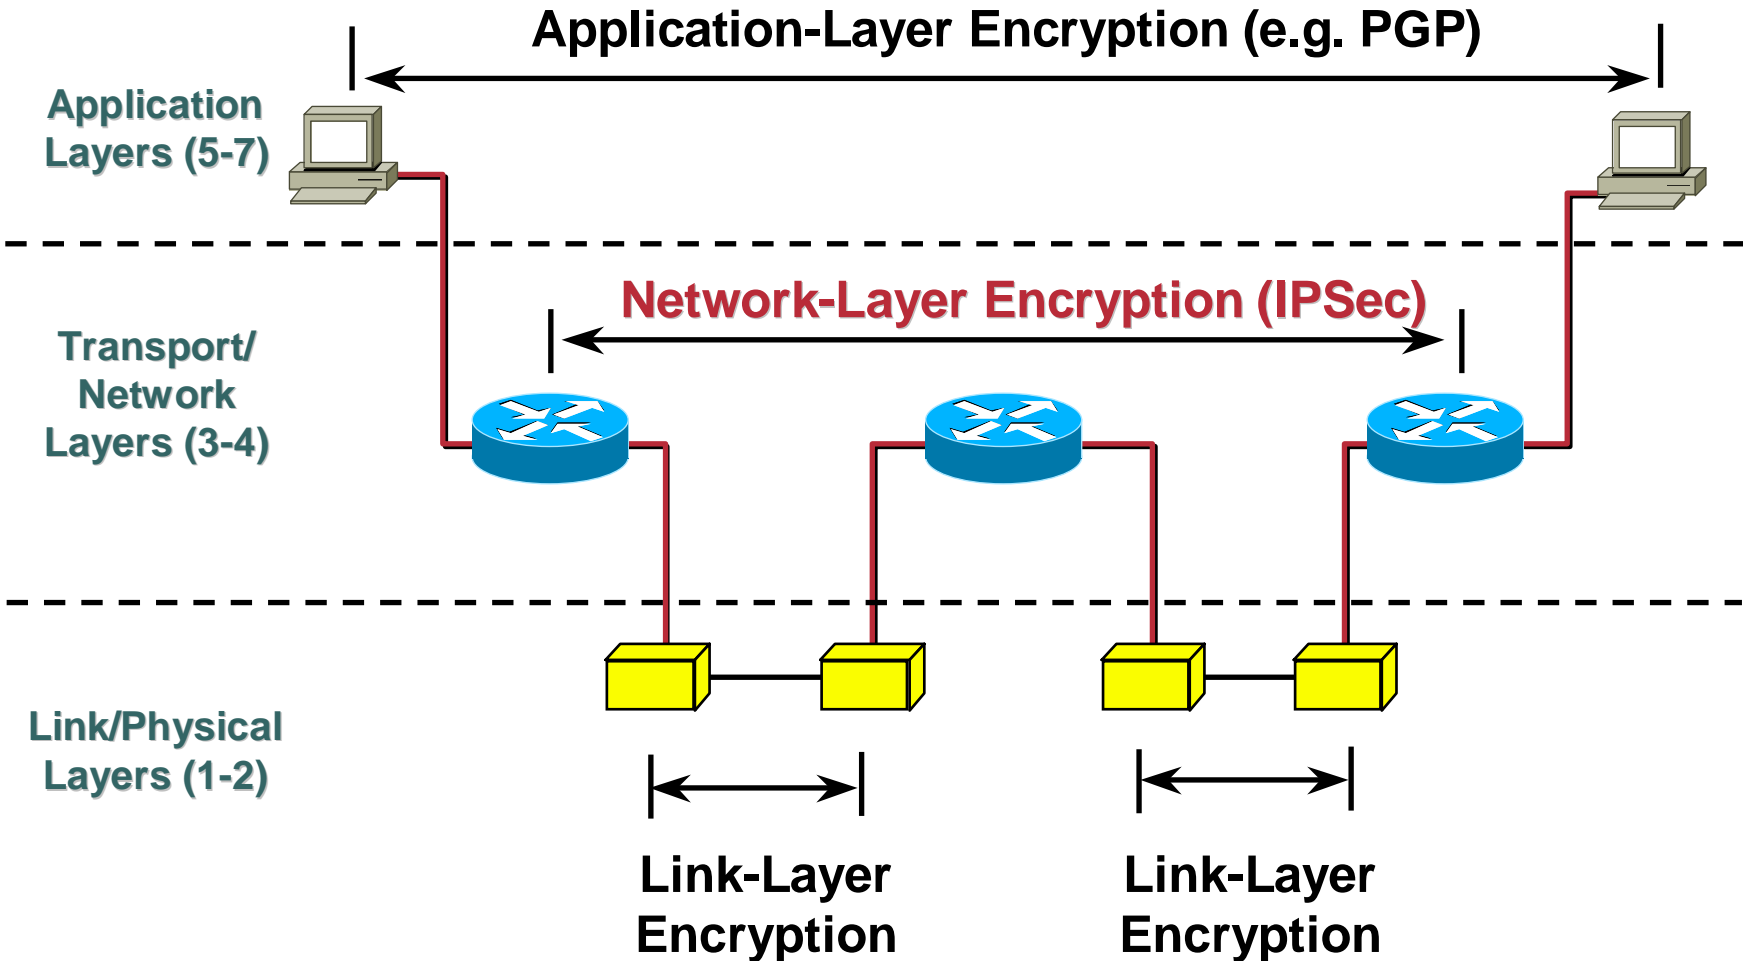 Application-Layer Encryption (e.g. PGP)
Application
Layers (5-7)
Network-Layer Encryption (IPSec)
Transport/
Network
Layers (3-4)
Link/Physical
Layers (1-2)
Link-Layer
Encryption
Link-Layer
Encryption